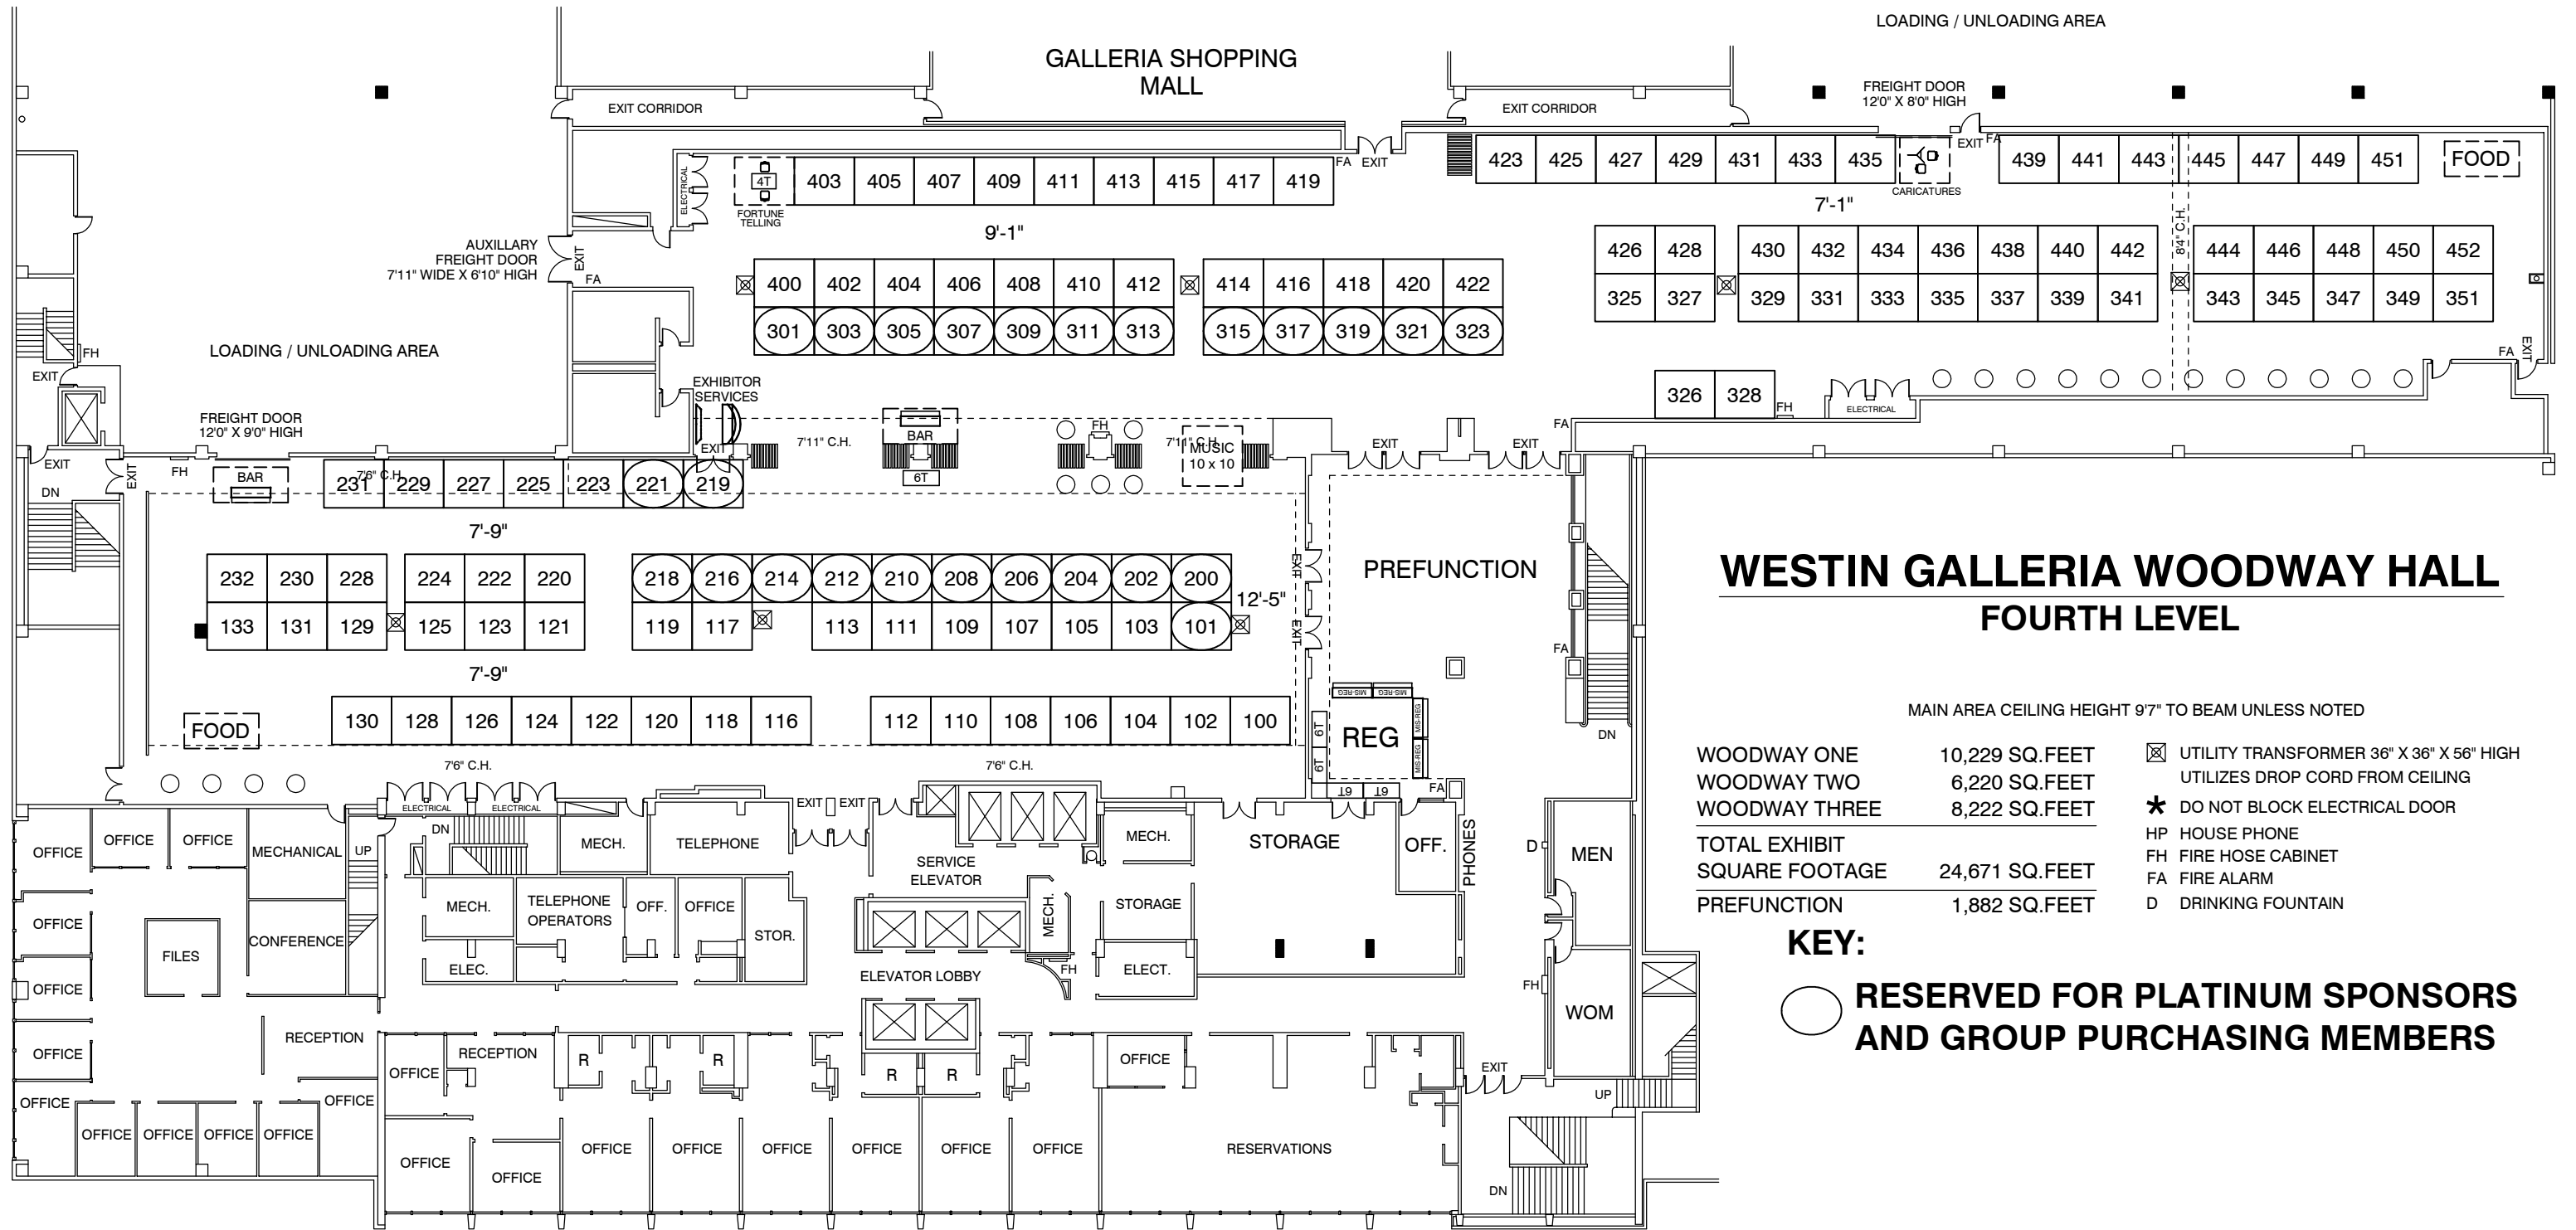 LOADING / UNLOADING AREA
GALLERIA SHOPPING
MALL
EXIT CORRIDOR
EXIT CORRIDOR
FREIGHT DOOR
12'0" X 8'0" HIGH
EXIT FA
FA EXIT
ELECTRICAL
4T
FORTUNE
TELLING
403 405 407 409 411 413 415 417 419
423 425 427 429 431 433 435
CARICATURES
439 441 443 445 447 449 451
FOOD
9'-1"
7'-1"
8'4" C.H.
AUXILLARY
FREIGHT DOOR
7'11" WIDE X 6'10" HIGH
EXIT
FA
400 402 404 406 408 410 412
414 416 418 420 422
426 428
430 432 434 436 438 440 442
444 446 448 450 452
301 303 305 307 309 311 313
315 317 319 321 323
325 327
329 331 333 335 337 339 341
343 345 347 349 351
LOADING / UNLOADING AREA
FH
EXIT
FA EXIT
EXHIBITOR
SERVICES
326 328
FH
ELECTRICAL
FREIGHT DOOR
12'0" X 9'0" HIGH
7'11" C.H.
BAR
FH
7'11" C.H.
MUSIC
10 x 10
FA
EXIT
EXIT
EXIT
EXIT
EXIT
FH
BAR
7'6" C.H.
231 229 227 225 223 221 219
6T
DN
7'-9"
232 230 228
224 222 220
218 216 214 212 210 208 206 204 202 200
EXIT
PREFUNCTION
12'-5"
133 131 129
125 123 121
119 117
113 111 109 107 105 103 101
EXIT
FA
7'-9"
WESTIN GALLERIA WOODWAY HALL
FOURTH LEVEL
FOOD
130 128 126 124 122 120 118 116
112 110 108 106 104 102 100
MIS-REG MIS-REG
REG
MIS-REG
MIS-REG
6T
6T
6T 6T
FA
DN
7'6" C.H.
7'6" C.H.
MAIN AREA CEILING HEIGHT 9'7" TO BEAM UNLESS NOTED
WOODWAY ONE 10,229 SQ.FEET
WOODWAY TWO 6,220 SQ.FEET
WOODWAY THREE 8,222 SQ.FEET
TOTAL EXHIBIT
SQUARE FOOTAGE 24,671 SQ.FEET
PREFUNCTION 1,882 SQ.FEET
UTILITY TRANSFORMER 36" X 36" X 56" HIGH
UTILIZES DROP CORD FROM CEILING
* DO NOT BLOCK ELECTRICAL DOOR
HP HOUSE PHONE
FH FIRE HOSE CABINET
FA FIRE ALARM
D DRINKING FOUNTAIN
KEY:
RESERVED FOR PLATINUM SPONSORS
AND GROUP PURCHASING MEMBERS
ELECTRICAL
ELECTRICAL
EXIT EXIT
OFFICE
OFFICE
OFFICE
MECHANICAL
UP
DN
MECH.
TELEPHONE
SERVICE
ELEVATOR
MECH.
STORAGE
OFF.
PHONES
D
MEN
OFFICE
FILES
CONFERENCE
MECH.
TELEPHONE
OPERATORS
OFF.
OFFICE
STOR.
MECH.
STORAGE
ELEC.
ELEVATOR LOBBY
FH
ELECT.
FH
WOM
OFFICE
OFFICE
RECEPTION
OFFICE
RECEPTION
R
R
R
R
OFFICE
EXIT
UP
OFFICE
OFFICE
OFFICE
OFFICE
OFFICE
OFFICE
OFFICE
OFFICE
OFFICE
OFFICE
OFFICE
OFFICE
OFFICE
OFFICE
RESERVATIONS
DN